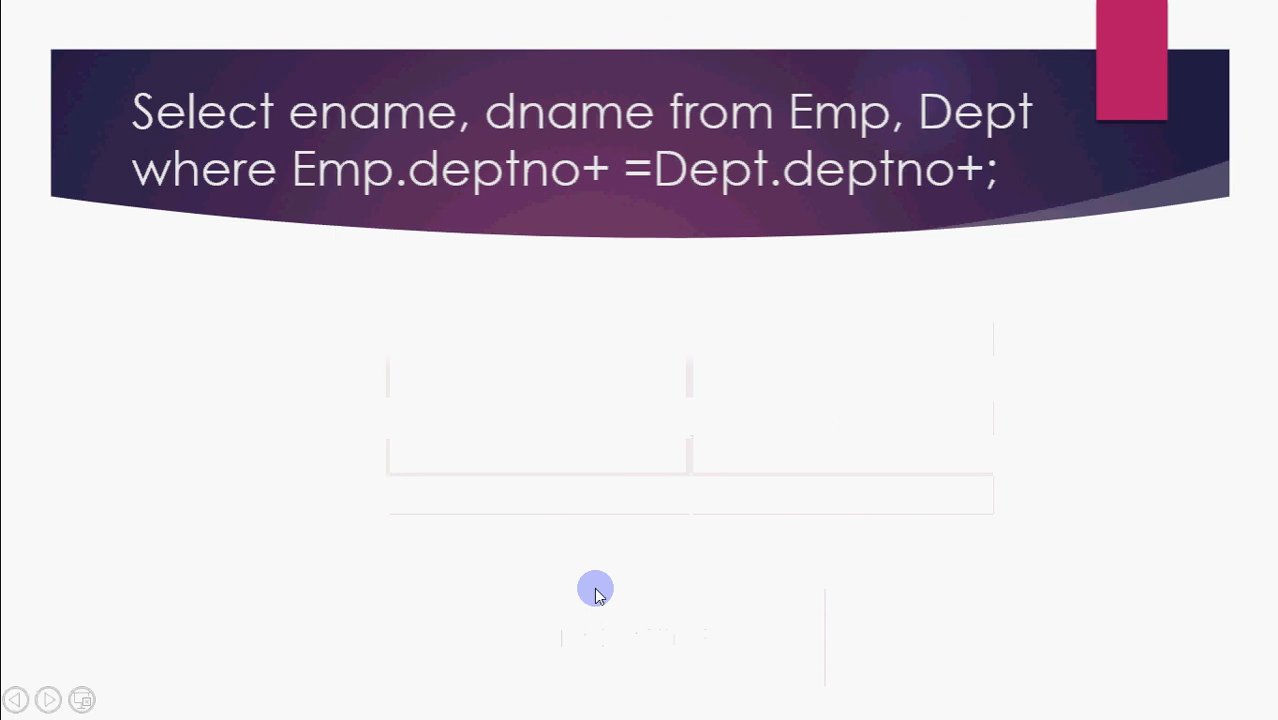 Select ename, dname from Emp, Dept
where Emp.deptno+ =Dept.deptno+;